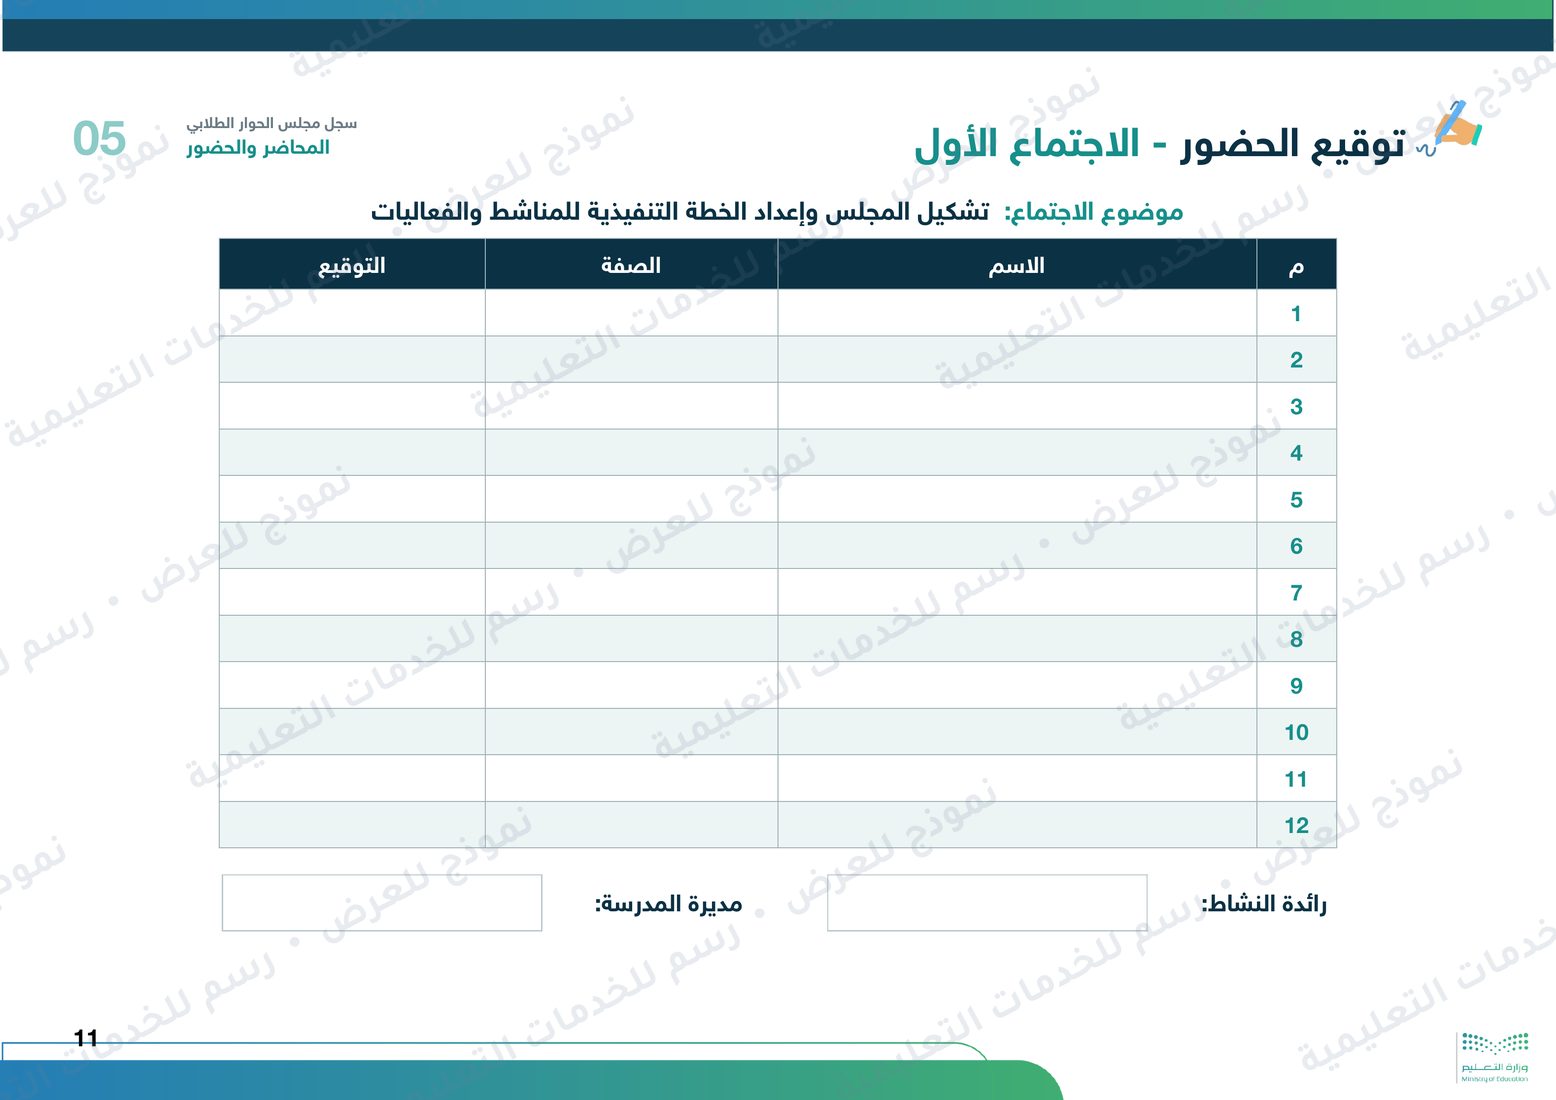 سجل مجلس الحوار الطلابي
المحاضر والحضور
05
توقيع الحضور - الاجتماع الأول
موضوع الاجتماع: تشكيل المجلس وإعداد الخطة التنفيذية للمناشط والفعاليات
م الاسم الصفة التوقيع
1
2
3
4
5
6
7
8
9
10
11
12
رائدة النشاط: مديرة المدرسة:
11
وزارة التعـــليم
Ministry of Education
نموذج للعرض • رسم للخدمات التعليمية